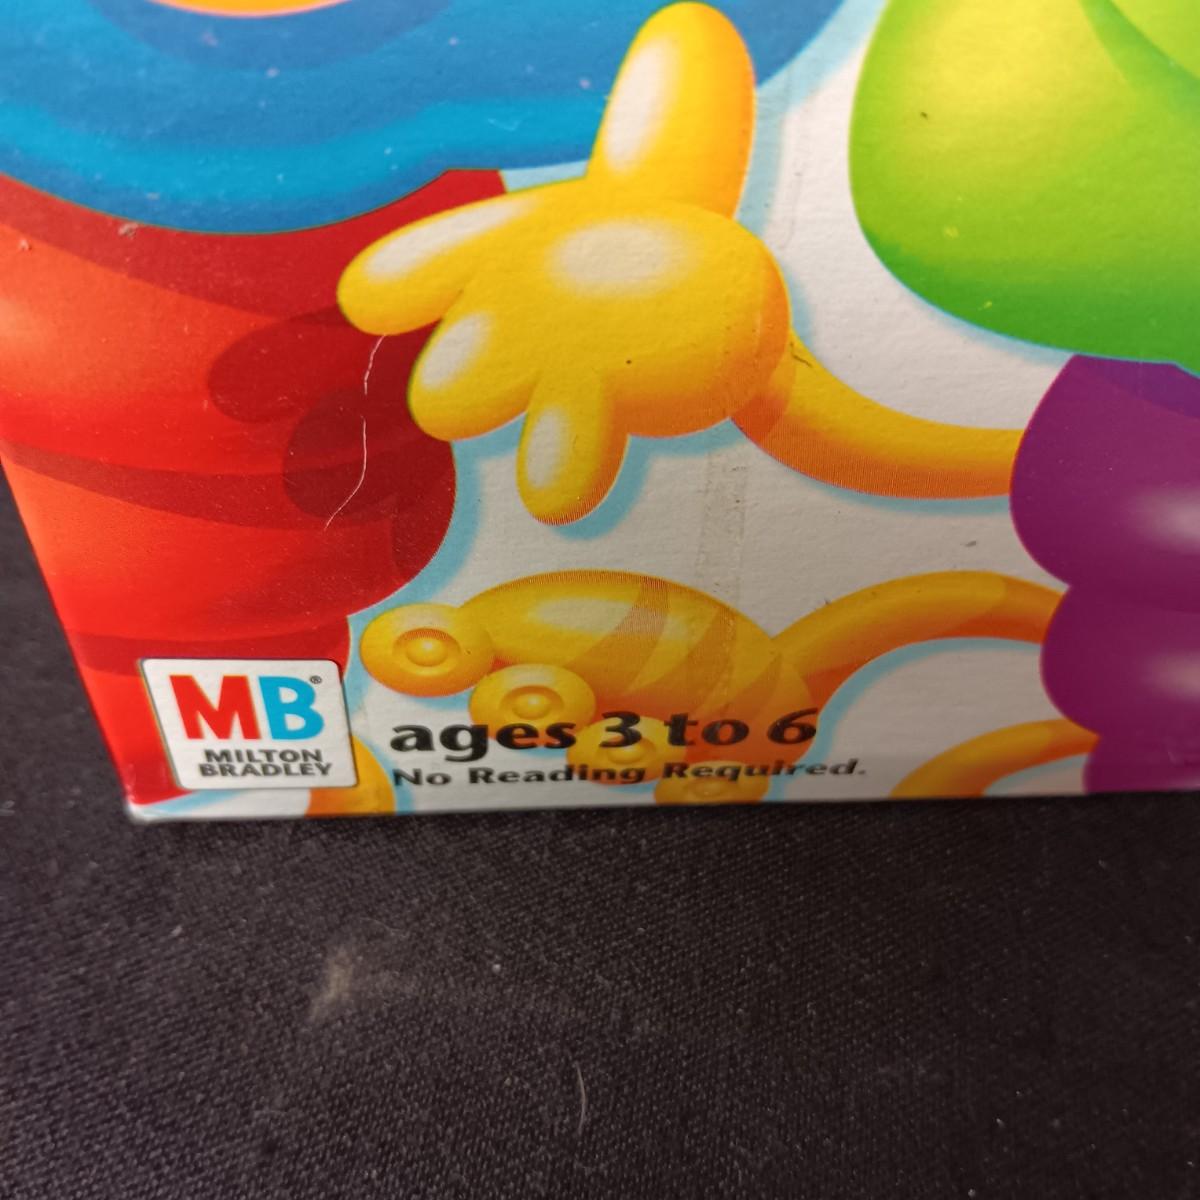 MB®
MILTON
BRADLEY
ages 3 to 6
No Reading Required.